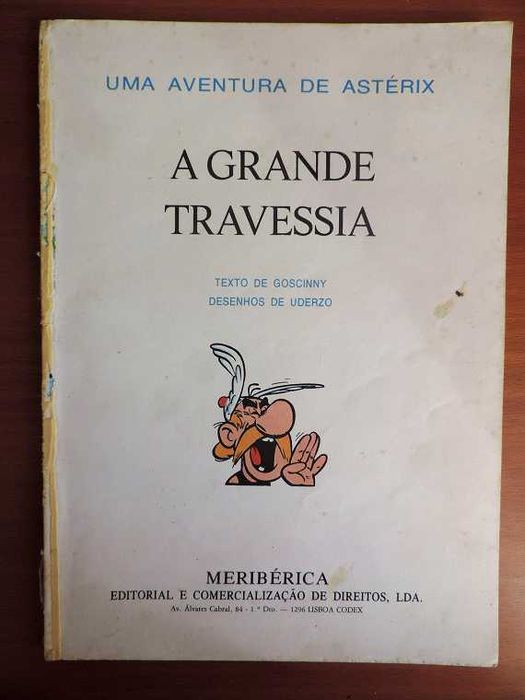 UMA AVENTURA DE ASTÉRIX
A GRANDE
TRAVESSIA
TEXTO DE GOSCINNY
DESENHOS DE UDERZO
MERIBÉRICA
EDITORIAL E COMERCIALIZAÇÃO DE DIREITOS, LDA.
Av. Álvares Cabral, 84 - 1.º Dto. — 1296 LISBOA CODEX